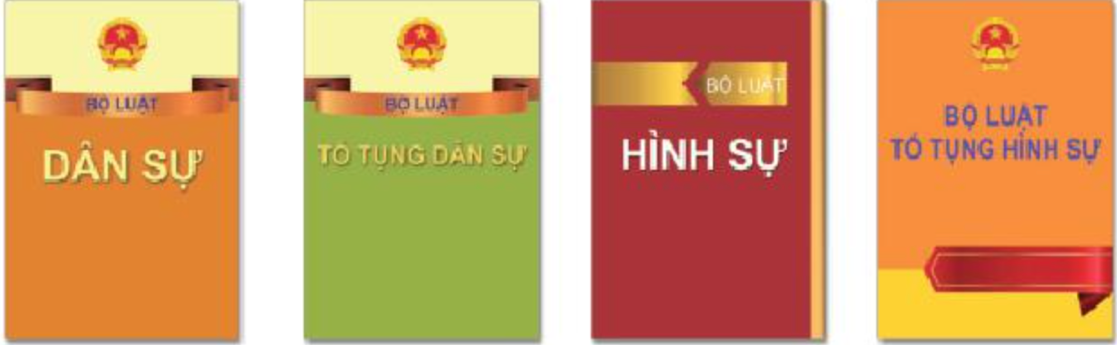 BỘ LUẬT
DÂN SỰ
BỘ LUẬT
TỐ TỤNG DÂN SỰ
BỘ LUẬT
HÌNH SỰ
BỘ LUẬT
TỐ TỤNG HÌNH SỰ